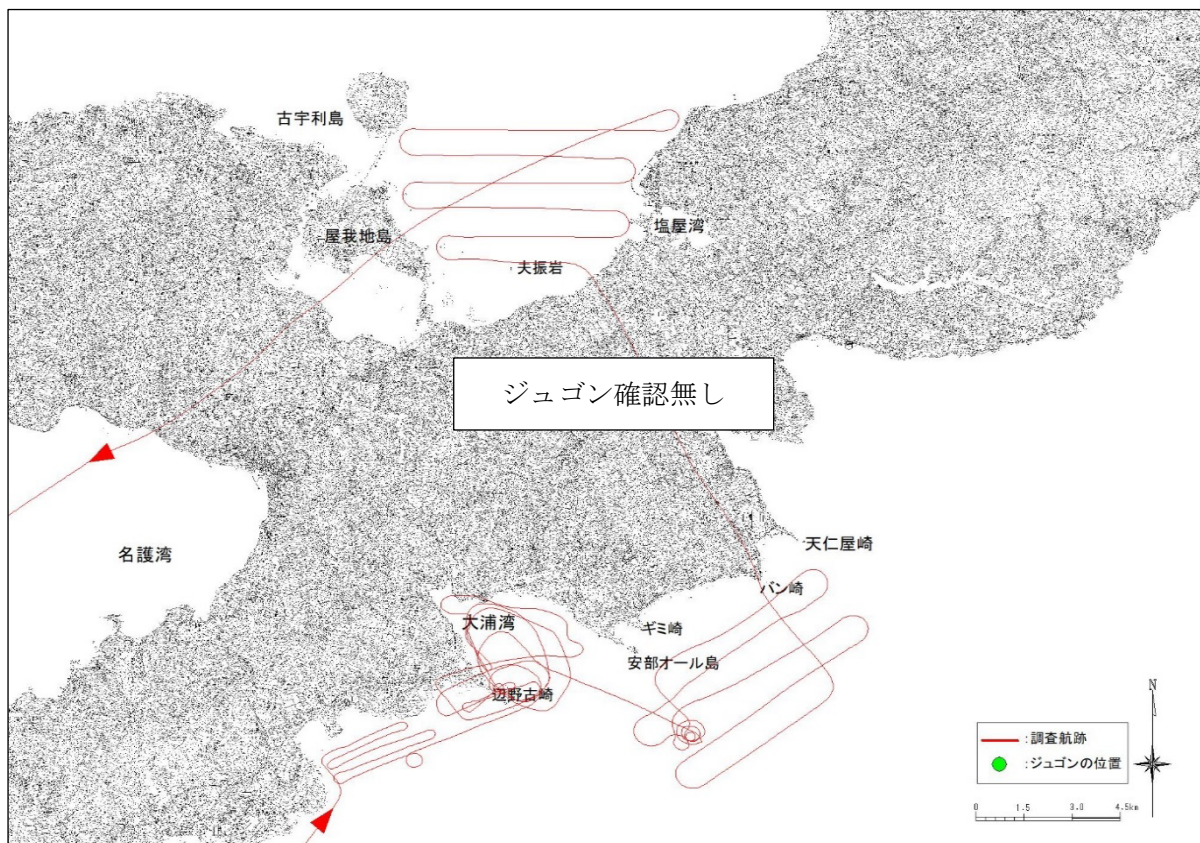 古宇利島
屋我地島
塩屋湾
夫振岩
ジュゴン確認無し
名護湾
天仁屋崎
バン崎
大浦湾
ギミ崎
安部オール島
辺野古崎
N
:調査航跡
:ジュゴンの位置
0 1.5 3.0 4.5km